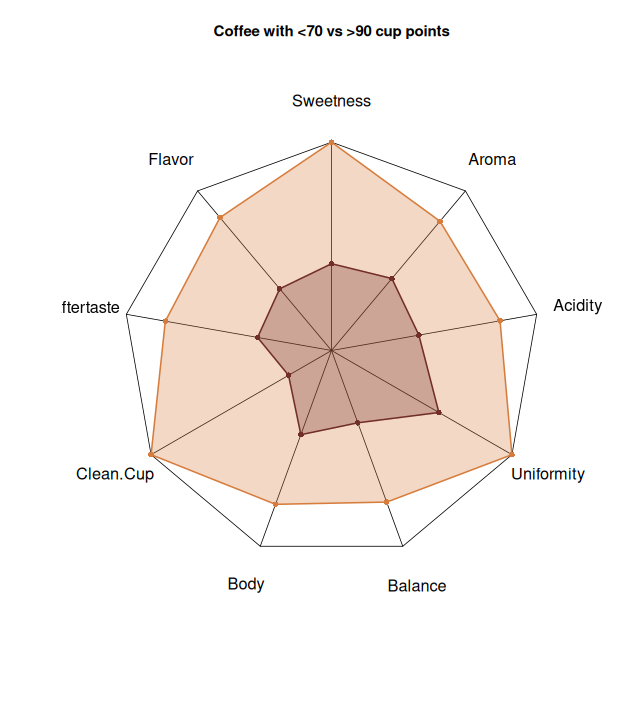 Coffee with <70 vs >90 cup points
Sweetness
Flavor
Aroma
ftertaste
Acidity
Clean.Cup
Uniformity
Body
Balance